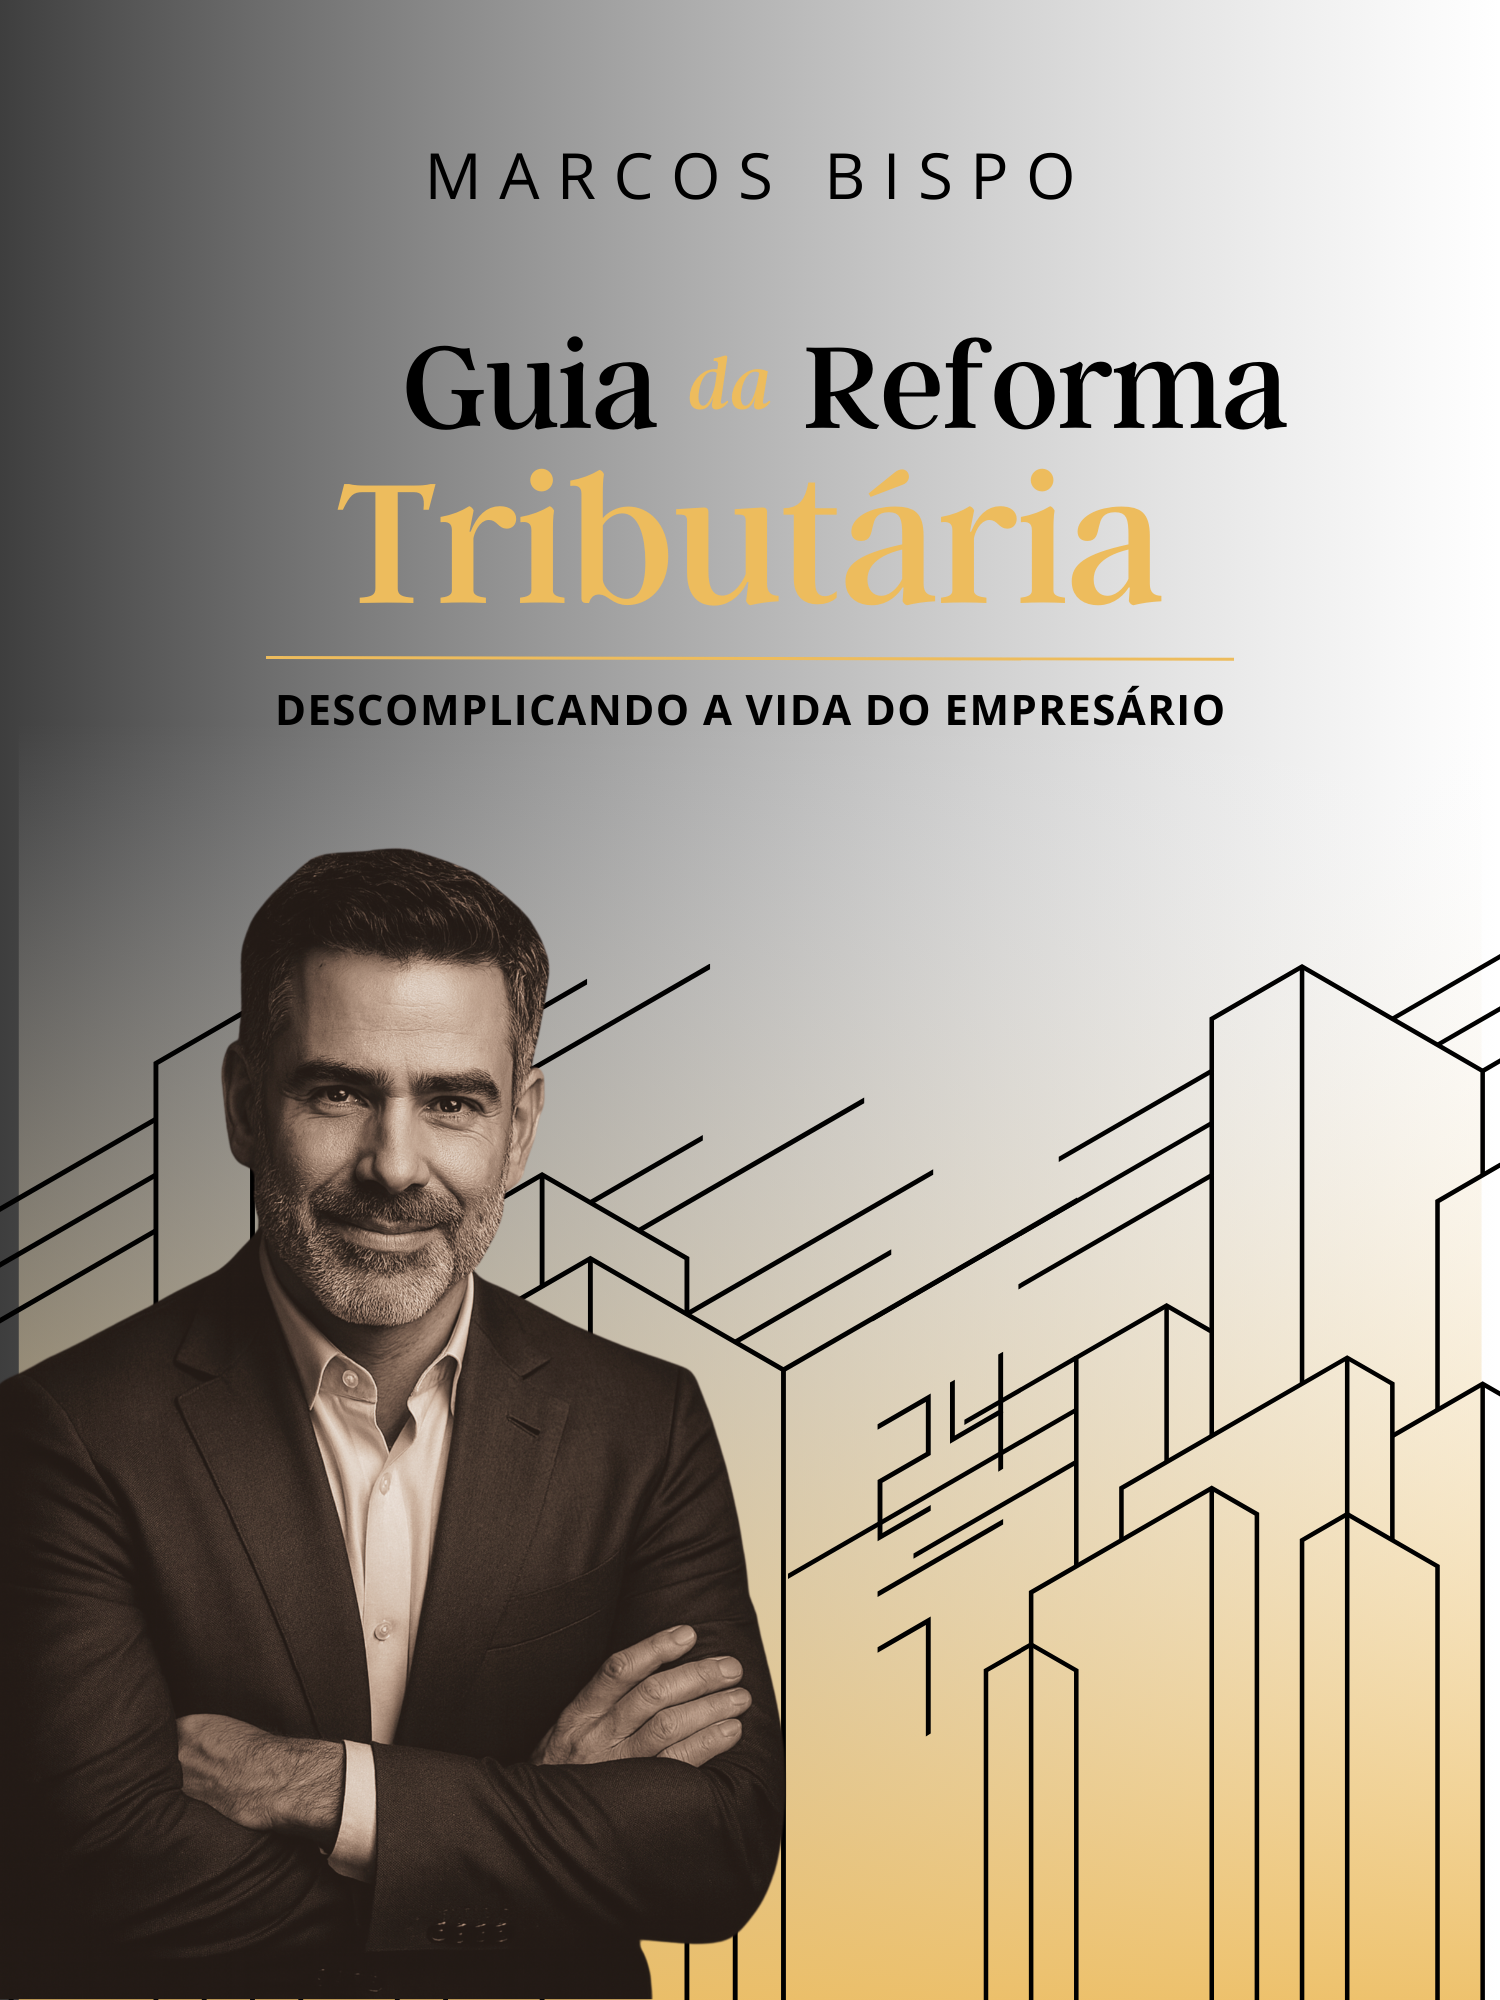 MARCOS BISPO
Guia da Reforma
Tributária
DESCOMPLICANDO A VIDA DO EMPRESÁRIO